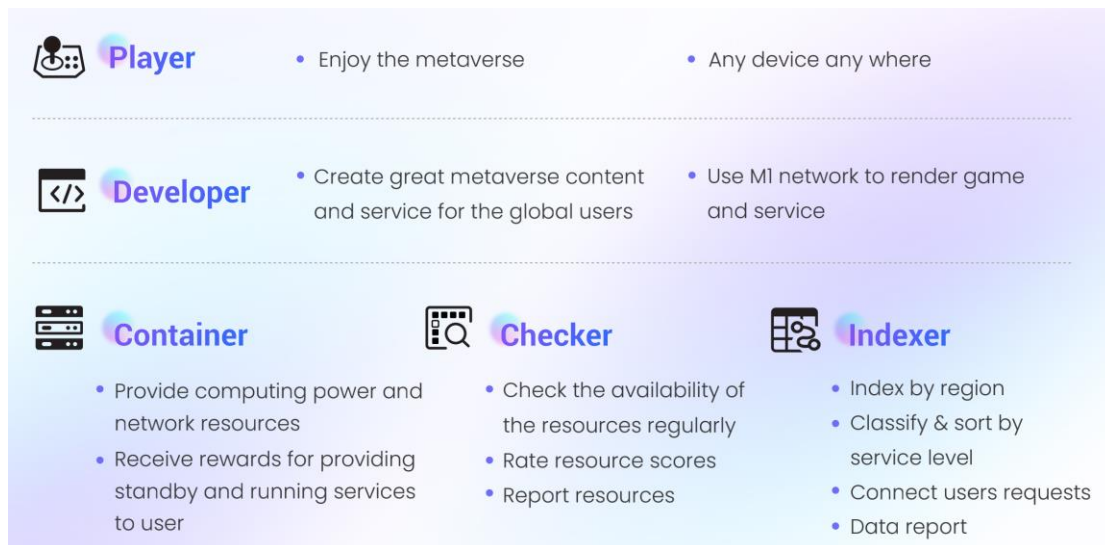 Player
• Enjoy the metaverse
• Any device any where
Developer
• Create great metaverse content
and service for the global users
• Use M1 network to render game
and service
Container
• Provide computing power and
network resources
• Receive rewards for providing
standby and running services
to user
Checker
• Check the availability of
the resources regularly
• Rate resource scores
• Report resources
Indexer
• Index by region
• Classify & sort by
service level
• Connect users requests
• Data report